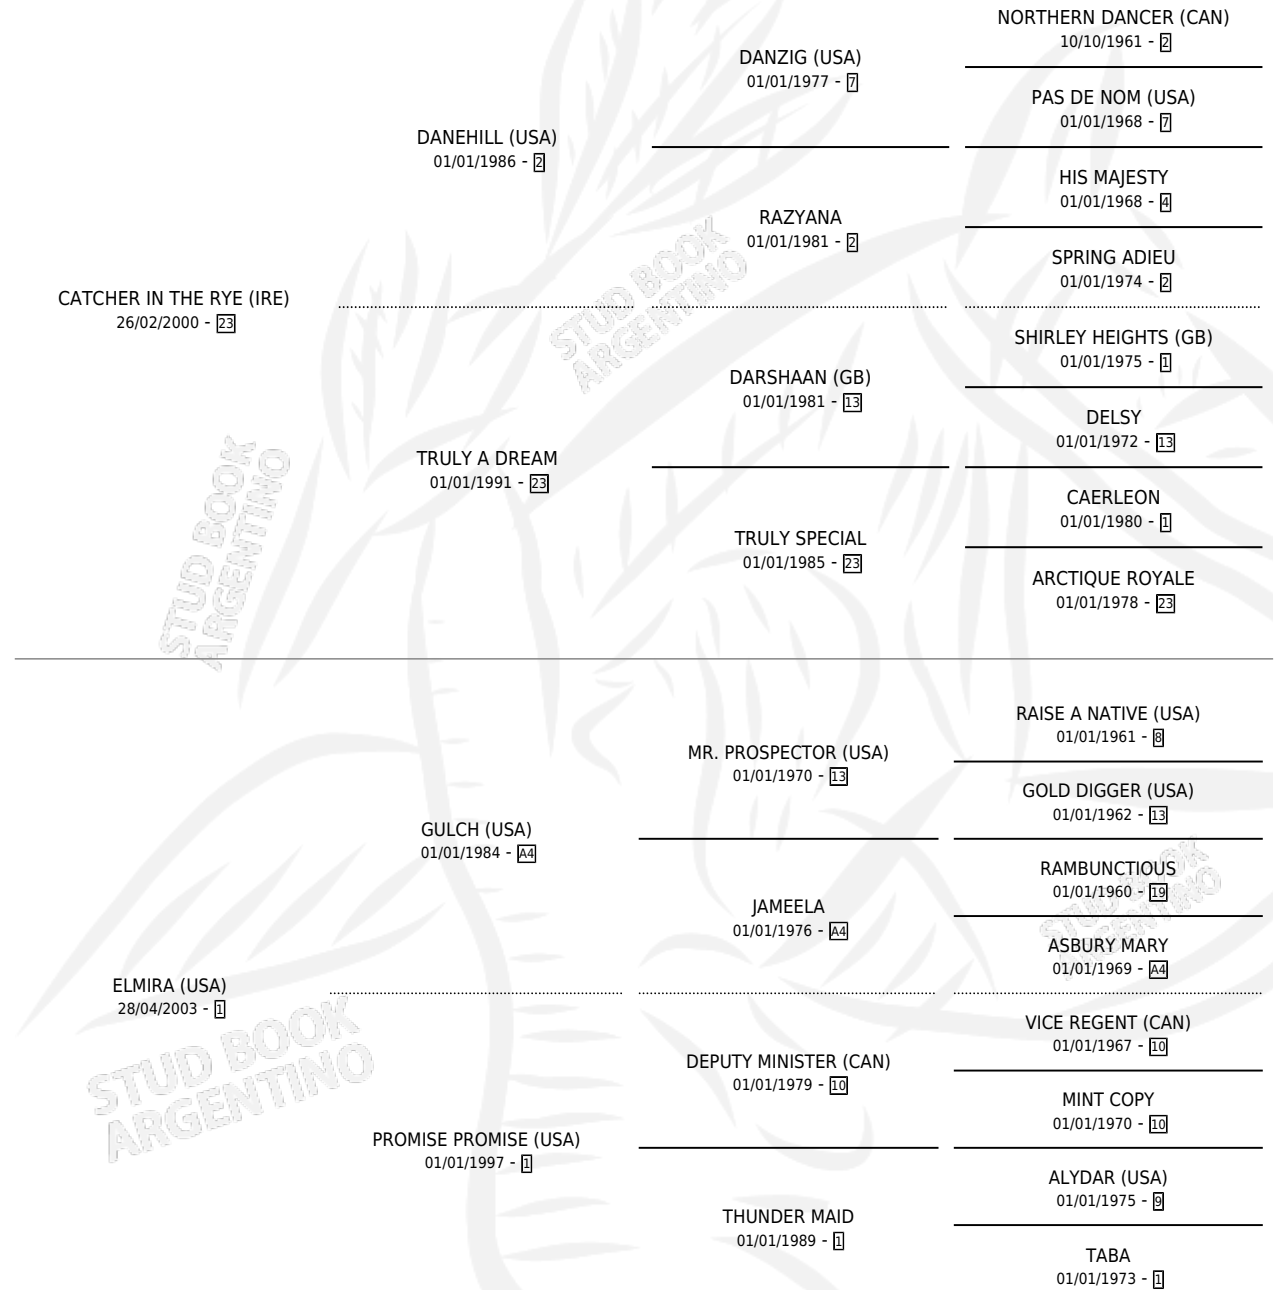 NORTHERN DANCER (CAN)
10/10/1961 - 2
DANZIG (USA)
01/01/1977 - 7
PAS DE NOM (USA)
01/01/1968 - 7
DANEHILL (USA)
01/01/1986 - 2
HIS MAJESTY
01/01/1968 - 4
RAZYANA
01/01/1981 - 2
SPRING ADIEU
01/01/1974 - 2
CATCHER IN THE RYE (IRE)
26/02/2000 - 23
SHIRLEY HEIGHTS (GB)
01/01/1975 - 1
DARSHAAN (GB)
01/01/1981 - 13
DELSY
01/01/1972 - 13
TRULY A DREAM
01/01/1991 - 23
CAERLEON
01/01/1980 - 1
TRULY SPECIAL
01/01/1985 - 23
ARCTIQUE ROYALE
01/01/1978 - 23
STUD BOOK
ARGENTINO
STUD BOOK
ARGENTINO
RAISE A NATIVE (USA)
01/01/1961 - 8
MR. PROSPECTOR (USA)
01/01/1970 - 13
GOLD DIGGER (USA)
01/01/1962 - 13
GULCH (USA)
01/01/1984 - A4
RAMBUNCTIOUS
01/01/1960 - 19
JAMEELA
01/01/1976 - A4
ASBURY MARY
01/01/1969 - A4
ELMIRA (USA)
28/04/2003 - 1
VICE REGENT (CAN)
01/01/1967 - 10
DEPUTY MINISTER (CAN)
01/01/1979 - 10
MINT COPY
01/01/1970 - 10
PROMISE PROMISE (USA)
01/01/1997 - 1
ALYDAR (USA)
01/01/1975 - 9
THUNDER MAID
01/01/1989 - 1
TABA
01/01/1973 - 1
STUD BOOK
ARGENTINO
STUD BOOK
ARGENTINO